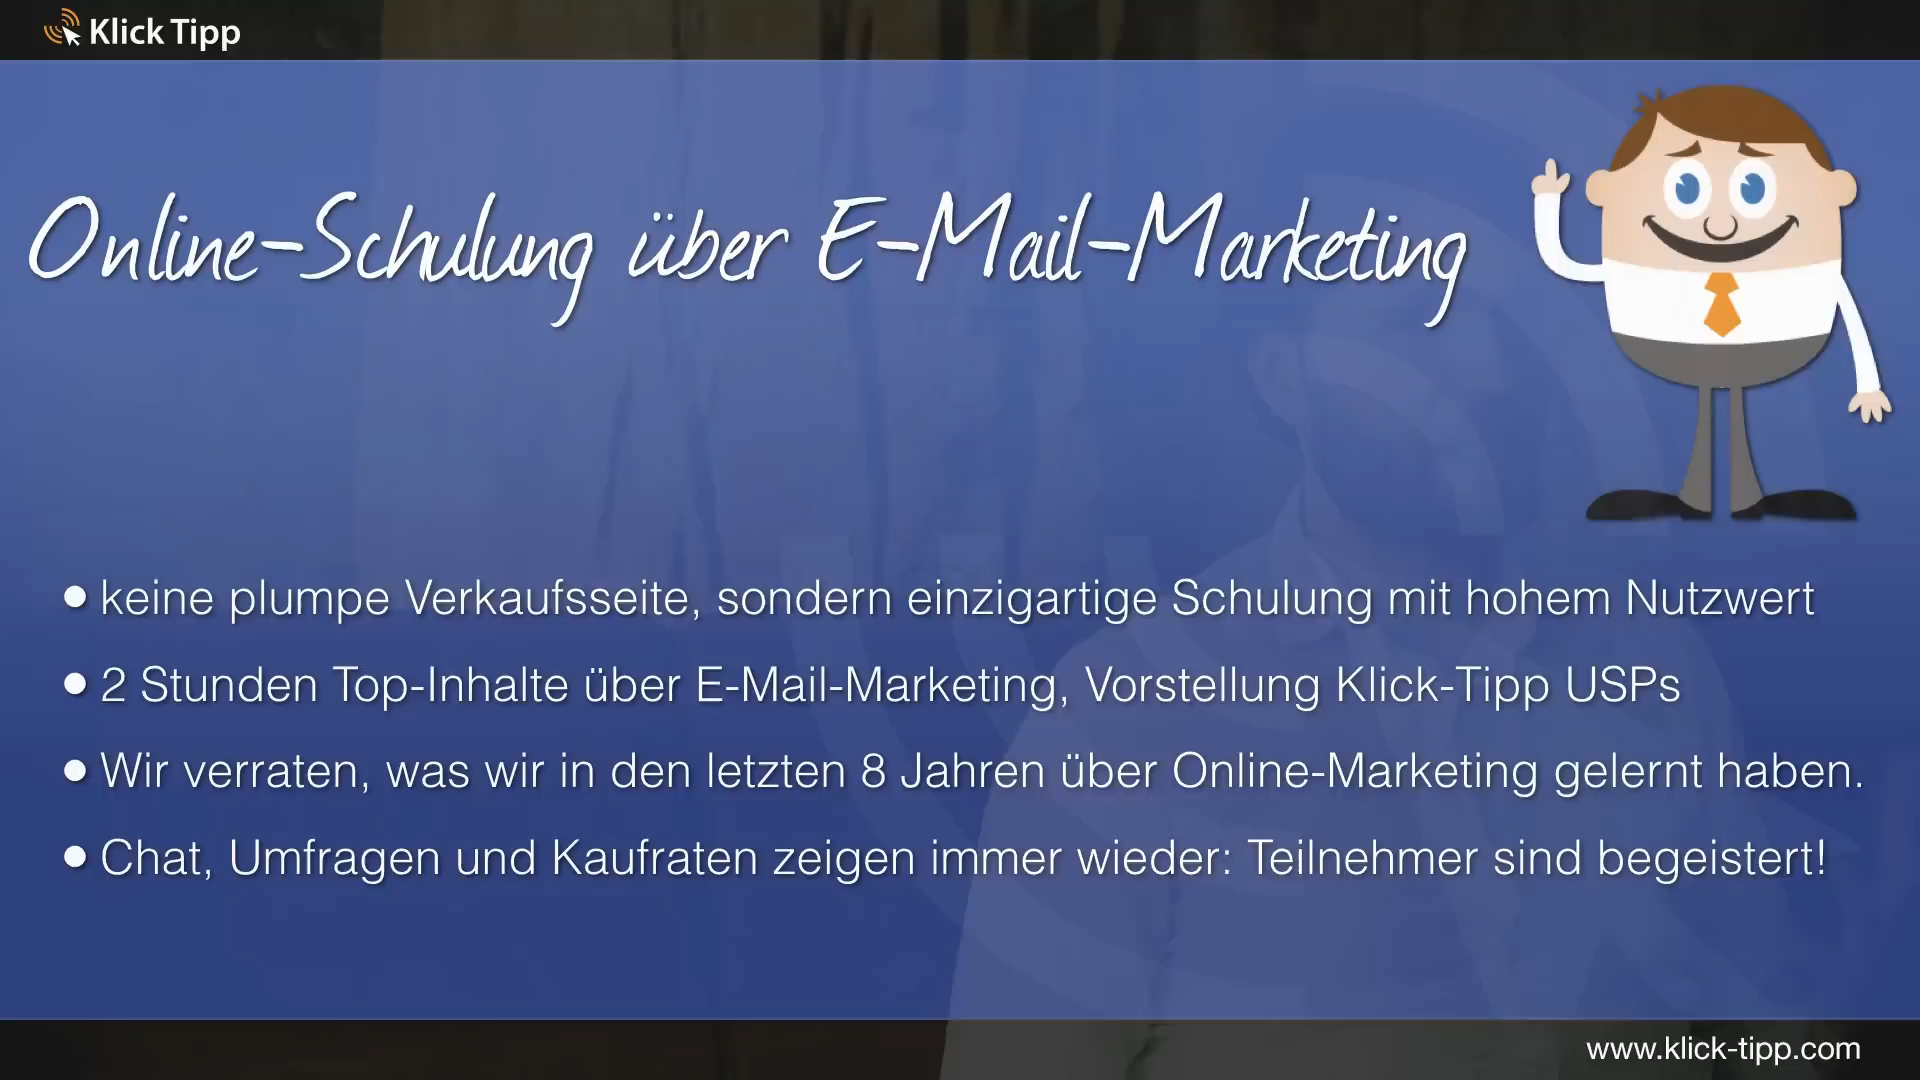 Klick Tipp
Online-Schulung über E-Mail-Marketing
• keine plumpe Verkaufsseite, sondern einzigartige Schulung mit hohem Nutzwert
• 2 Stunden Top-Inhalte über E-Mail-Marketing, Vorstellung Klick-Tipp USPs
• Wir verraten, was wir in den letzten 8 Jahren über Online-Marketing gelernt haben.
• Chat, Umfragen und Kaufraten zeigen immer wieder: Teilnehmer sind begeistert!
www.klick-tipp.com